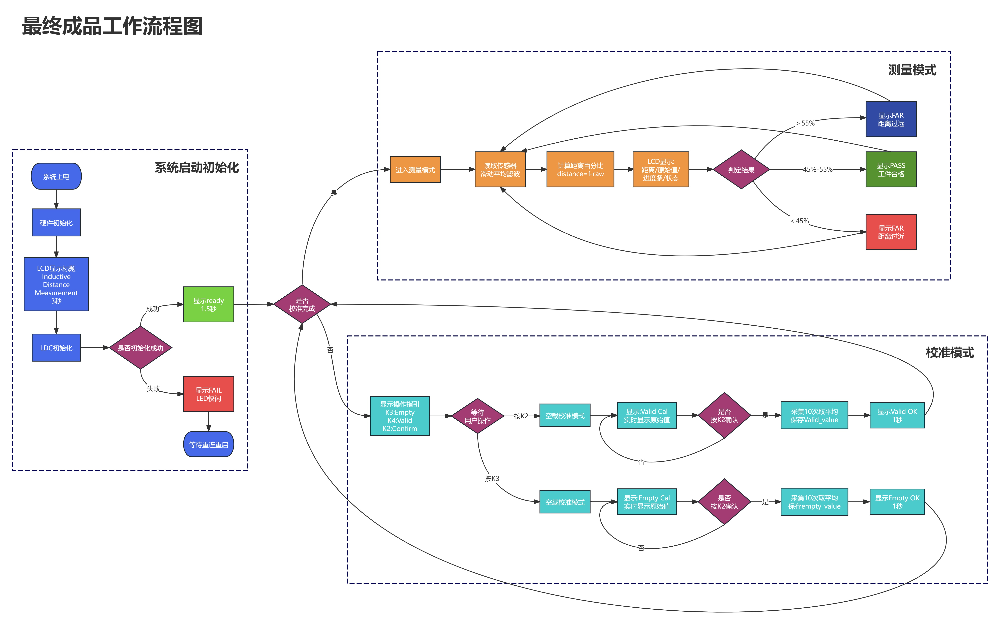 最终成品工作流程图
系统启动初始化
系统上电
硬件初始化
LCD显示标题
Inductive
Distance
Measurement
3秒
LDC初始化
是否初始化成功
成功
显示ready
1.5秒
失败
显示FAIL
LED快闪
等待重连重启
是否
校准完成
是
否
测量模式
进入测量模式
读取传感器
滑动平均滤波
计算距离百分比
distance=f-raw
LCD显示:
距离/原始值/
进度条/状态
判定结果
> 55%
显示FAR
距离过远
45%-55%
显示PASS
工件合格
< 45%
显示FAR
距离过近
校准模式
显示操作指引
K3:Empty
K4:Valid
K2:Confirm
等待
用户操作
按K2
空载校准模式
显示:Valid Cal
实时显示原始值
是否
按K2确认
是
采集10次取平均
保存Valid_value
显示Valid OK
1秒
否
按K3
空载校准模式
显示:Empty Cal
实时显示原始值
是否
按K2确认
是
采集10次取平均
保存empty_value
显示Empty OK
1秒
否